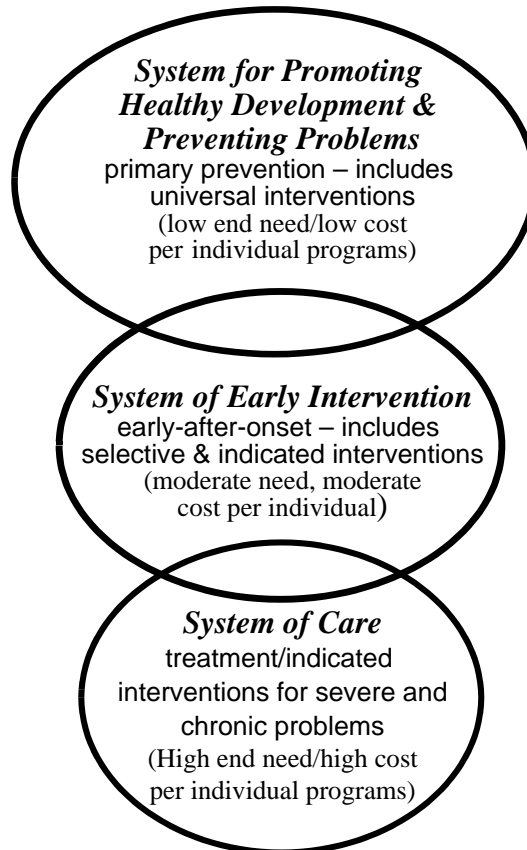 System for Promoting
Healthy Development &
Preventing Problems
primary prevention – includes
universal interventions
(low end need/low cost
per individual programs)
System of Early Intervention
early-after-onset – includes
selective & indicated interventions
(moderate need, moderate
cost per individual)
System of Care
treatment/indicated
interventions for severe and
chronic problems
(High end need/high cost
per individual programs)